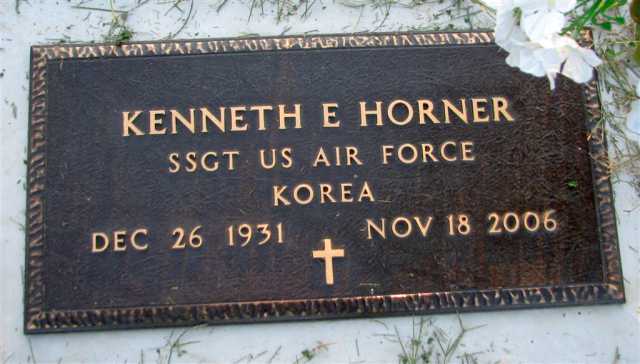 KENNETH E HORNER
SSGT US AIR FORCE
KOREA
DEC 26 1931 NOV 18 2006